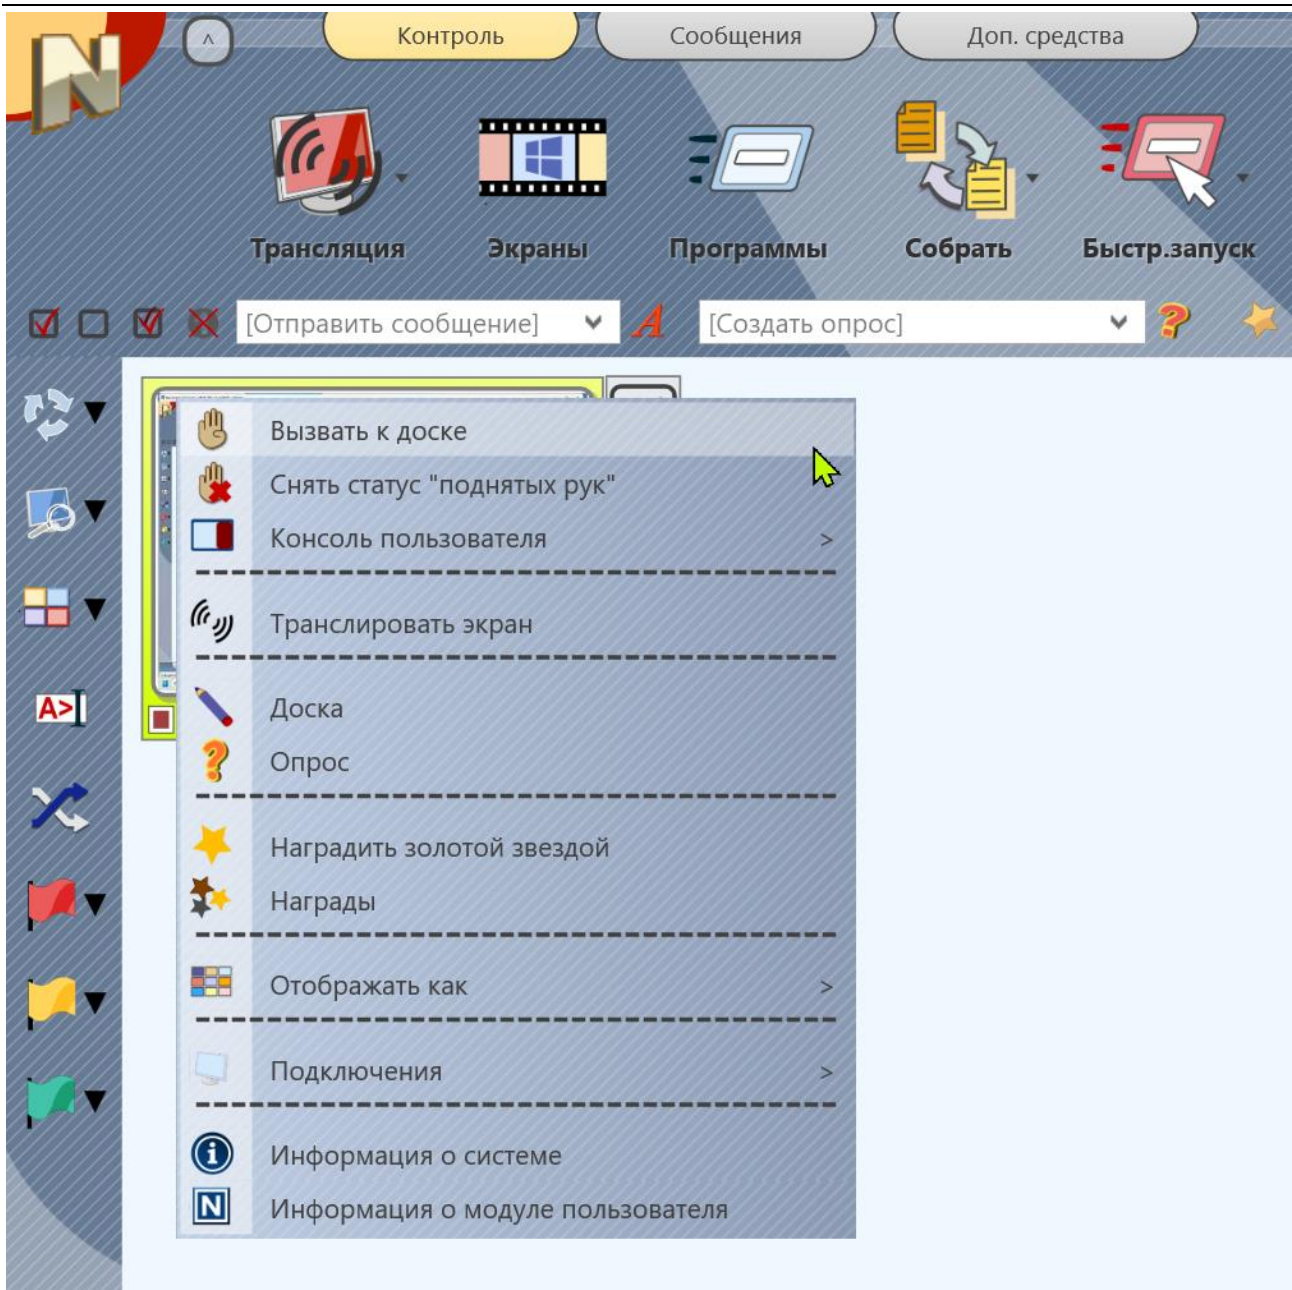 N
^
Контроль
Сообщения
Доп. средства
Трансляция
Экраны
Программы
Собрать
Быстр.запуск
[Отправить сообщение]
A
[Создать опрос]
?
Вызвать к доске
Снять статус "поднятых рук"
Консоль пользователя >
Транслировать экран
A>
Доска
? Опрос
Наградить золотой звездой
Награды
Отображать как >
Подключения >
i Информация о системе
N Информация о модуле пользователя